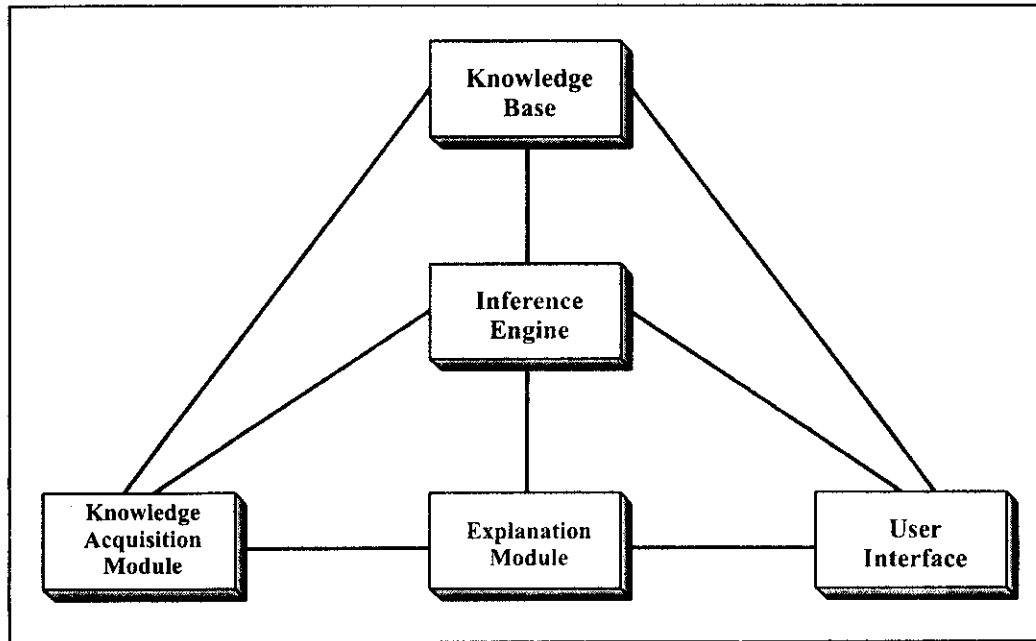 Knowledge
Base
Inference
Engine
Knowledge
Acquisition
Module
Explanation
Module
User
Interface